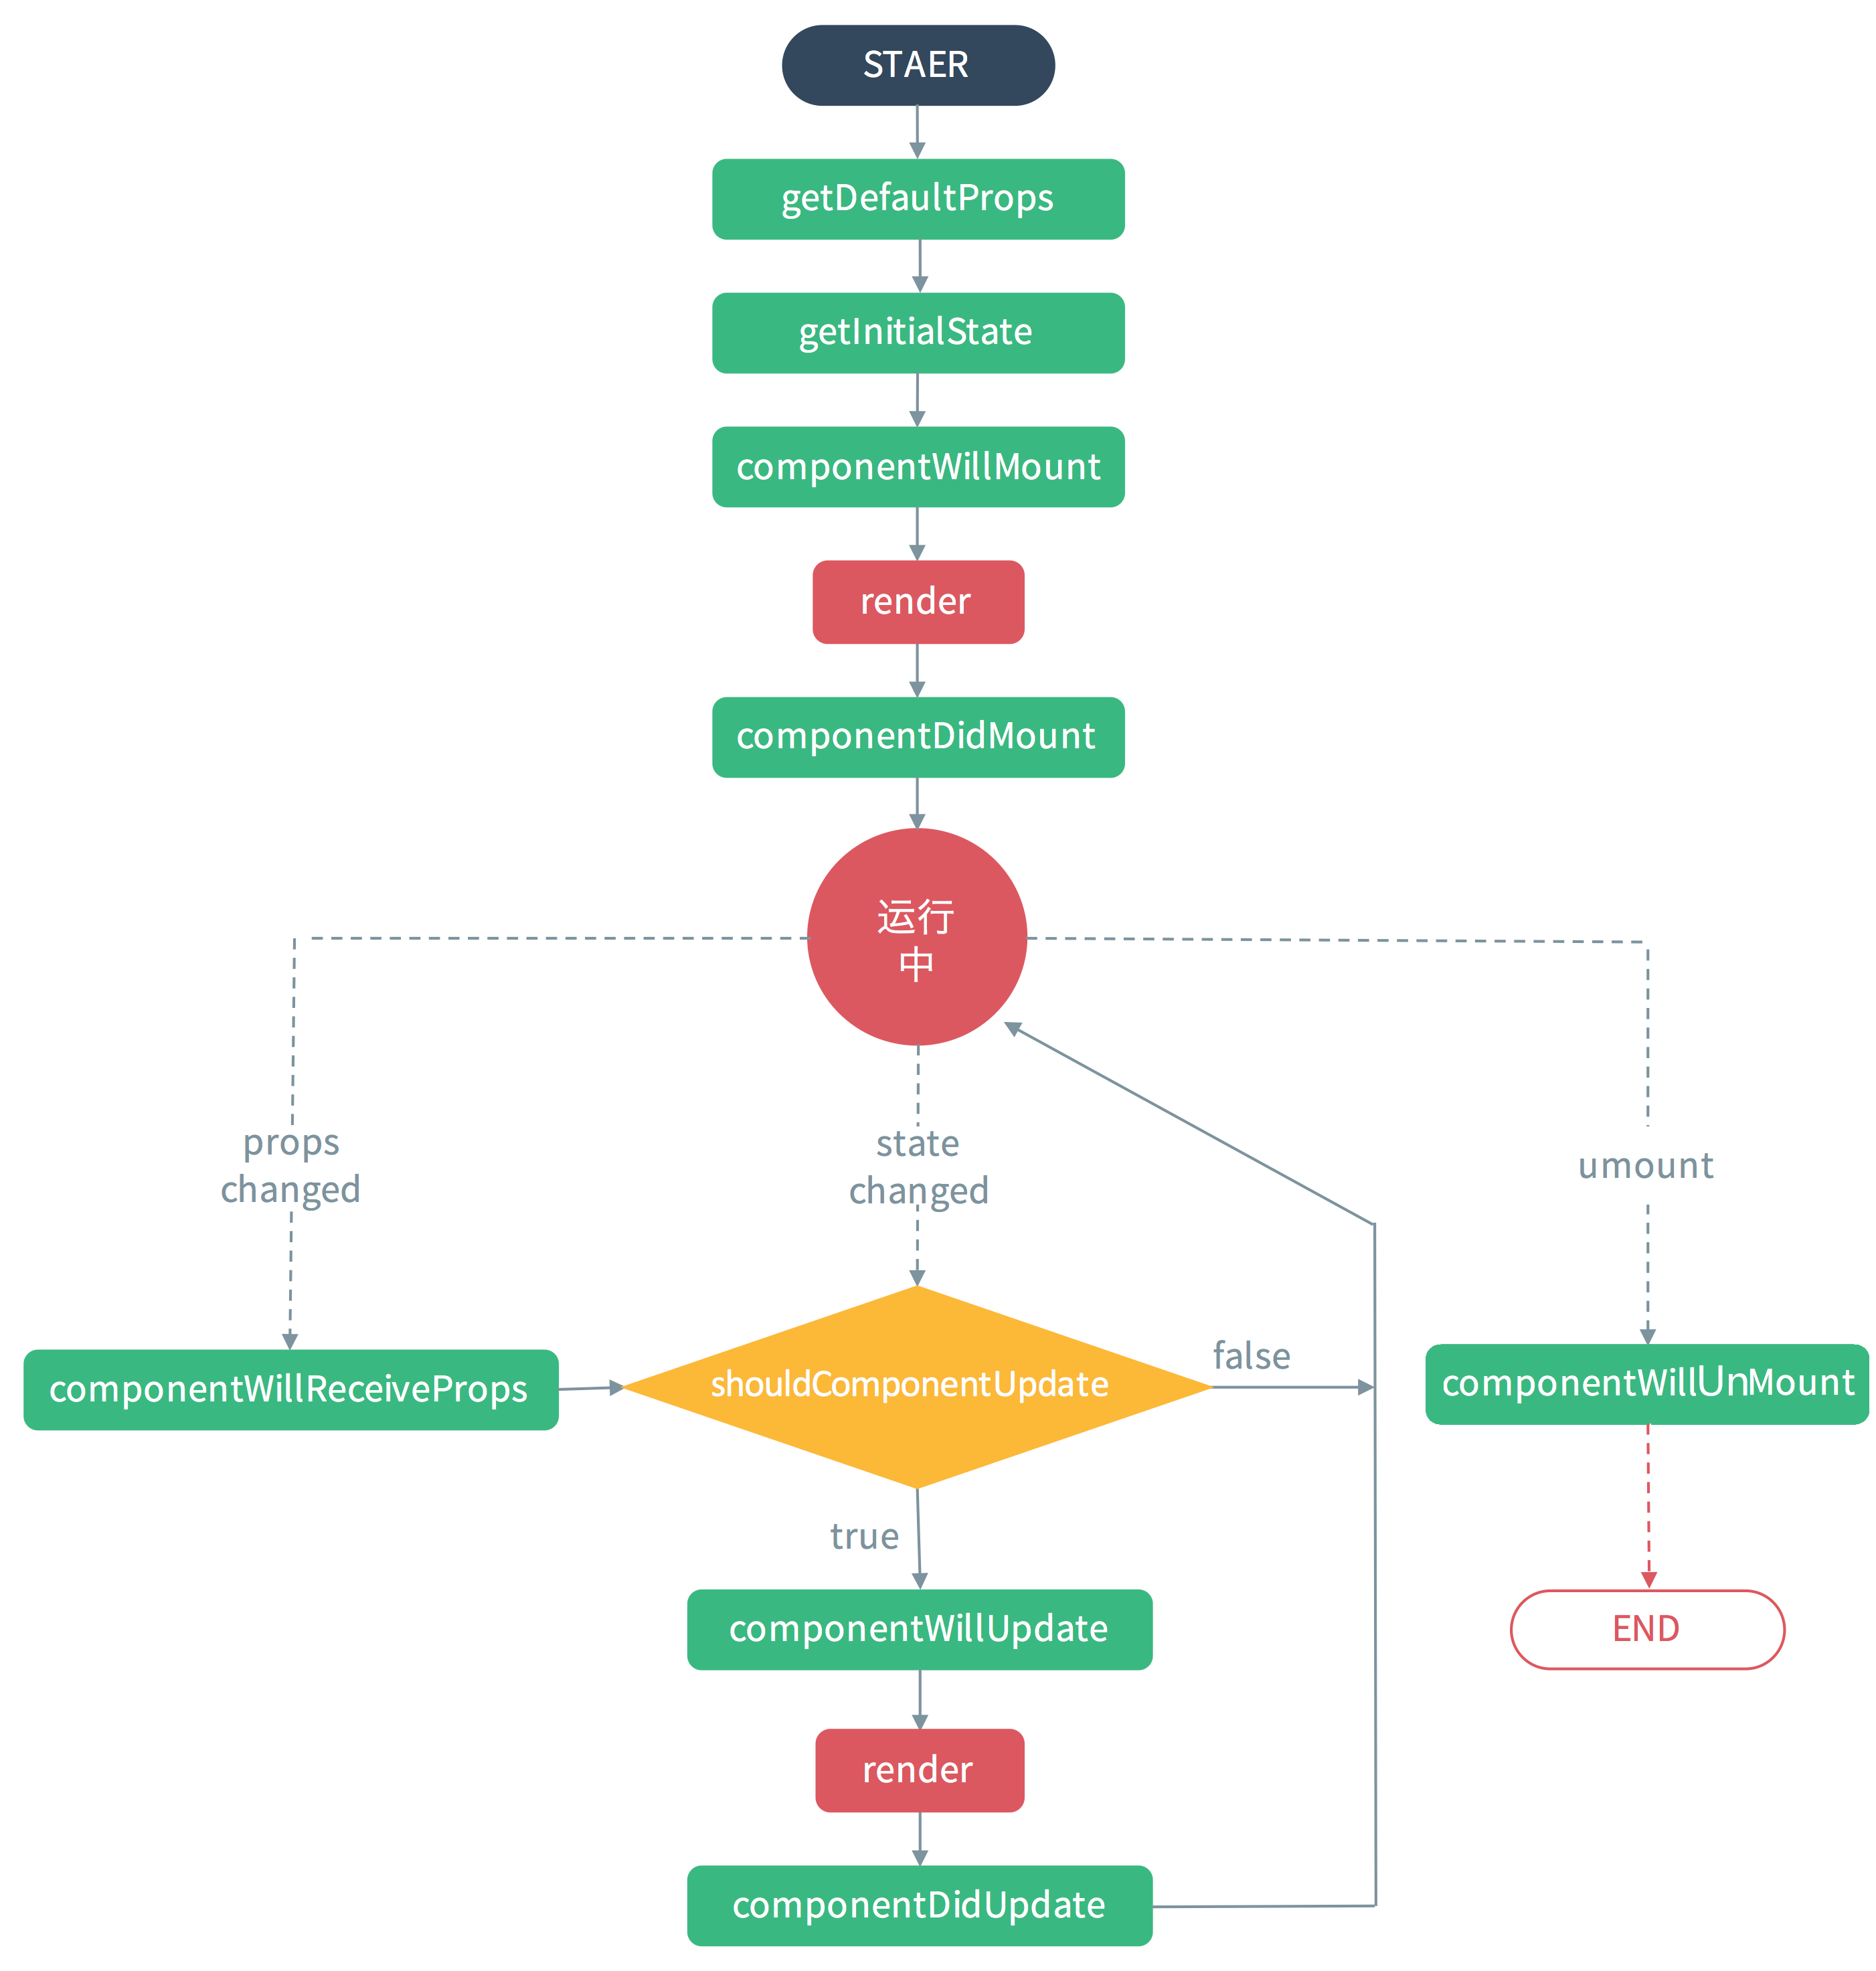 STAER
getDefaultProps
getInitialState
componentWillMount
render
componentDidMount
运行
中
props
changed
state
changed
umount
componentWillReceiveProps
shouldComponentUpdate
false
componentWillUnMount
true
componentWillUpdate
END
render
componentDidUpdate